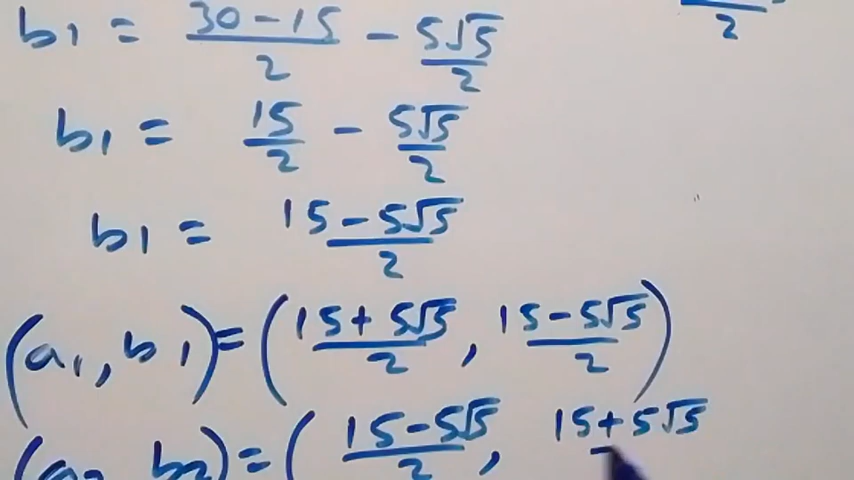 b1 = (30-15)/2 - 5√5/2
2
b1 = 15/2 - 5√5/2
b1 = (15-5√5)/2
(a1, b1) = ((15+5√5)/2, (15-5√5)/2)
(a2, b2) = ((15-5√5)/2, 15+5√5